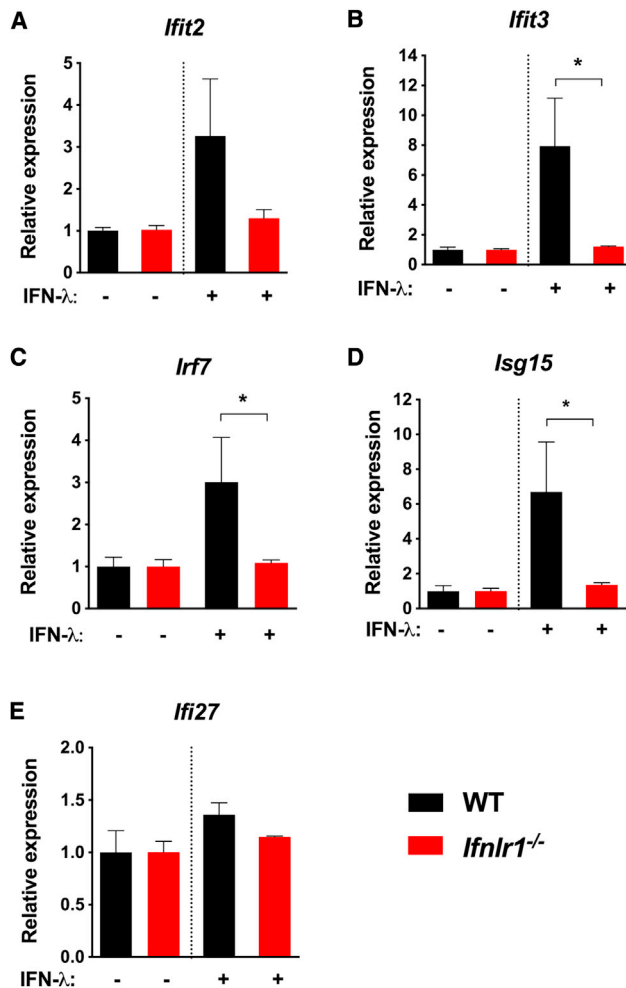 A
Ifit2
Relative expression
5
4
3
2
1
0
IFN-λ: - - + +
B
Ifit3
Relative expression
14
12
10
8
6
4
2
0
*
IFN-λ: - - + +
C
Irf7
Relative expression
5
4
3
2
1
0
*
IFN-λ: - - + +
D
Isg15
Relative expression
12
10
8
6
4
2
0
*
IFN-λ: - - + +
E
Ifi27
Relative expression
2.0
1.5
1.0
0.5
0.0
IFN-λ: - - + +
WT
Ifnlr1-/-